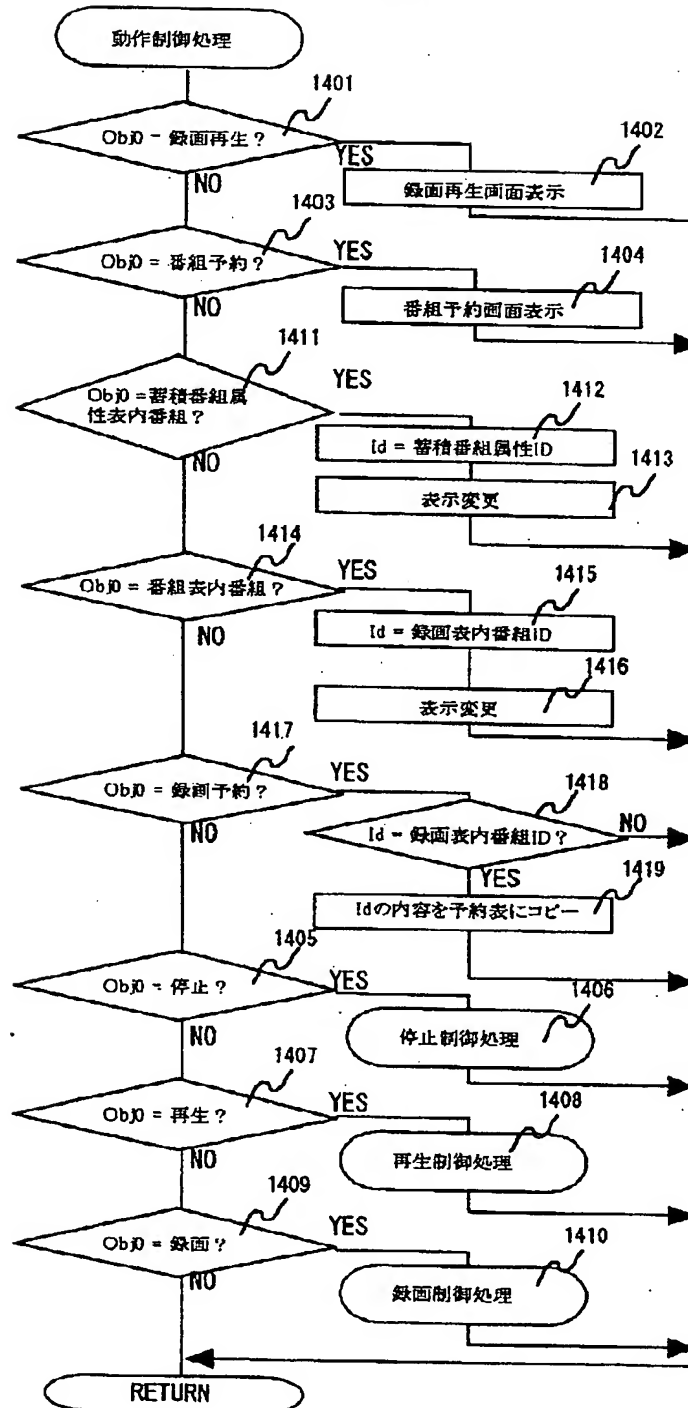 動作制御処理
1401
Obj0 = 録画再生?
YES
1402
録画再生画面表示
NO
1403
Obj0 = 番組予約?
YES
1404
番組予約画面表示
NO
1411
Obj0 =蓄積番組属
性表内番組?
YES
1412
Id = 蓄積番組属性ID
1413
表示変更
NO
1414
Obj0 = 番組表内番組?
YES
1415
Id = 録画表内番組ID
1416
表示変更
NO
1417
Obj0 = 録画予約?
YES
1418
Id = 録画表内番組ID?
NO
NO
YES
1419
Idの内容を予約表にコピー
1405
Obj0 = 停止?
YES
1406
停止制御処理
NO
1407
Obj0 = 再生?
YES
1408
再生制御処理
NO
1409
Obj0 = 録画?
YES
1410
録画制御処理
NO
RETURN